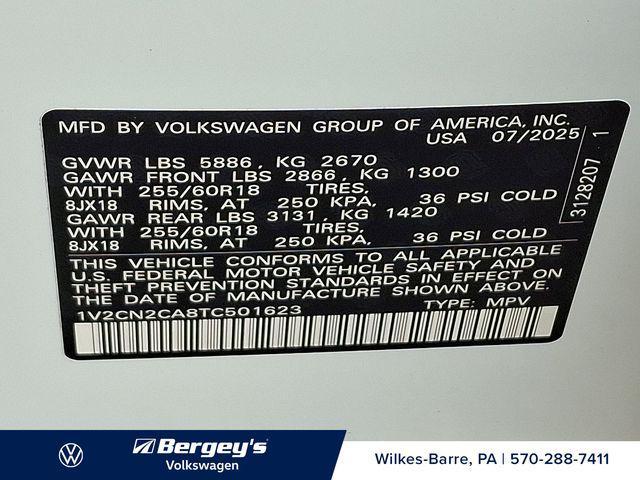 MFD BY VOLKSWAGEN GROUP OF AMERICA, INC.
USA 07/2025
GVWR LBS 5886, KG 2670
GAWR FRONT LBS 2866, KG 1300
WITH 255/60R18 TIRES,
8JX18 RIMS, AT 250 KPA, 36 PSI COLD
GAWR REAR LBS 3131, KG 1420
WITH 255/60R18 TIRES,
8JX18 RIMS, AT 250 KPA, 36 PSI COLD
THIS VEHICLE CONFORMS TO ALL APPLICABLE
U.S. FEDERAL MOTOR VEHICLE SAFETY AND
THEFT PREVENTION STANDARDS IN EFFECT ON
THE DATE OF MANUFACTURE SHOWN ABOVE.
1V2CN2CA8TC501623 TYPE: MPV
3128207 1
Bergey's
Volkswagen
Wilkes-Barre, PA | 570-288-7411